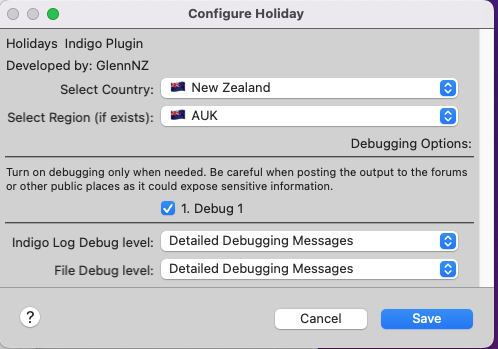 Configure Holiday
Holidays  Indigo Plugin
Developed by: GlennNZ
Select Country: New Zealand
Select Region (if exists): AUK
Debugging Options:
Turn on debugging only when needed. Be careful when posting the output to the forums
or other public places as it could expose sensitive information.
1. Debug 1
Indigo Log Debug level: Detailed Debugging Messages
File Debug level: Detailed Debugging Messages
? Cancel Save